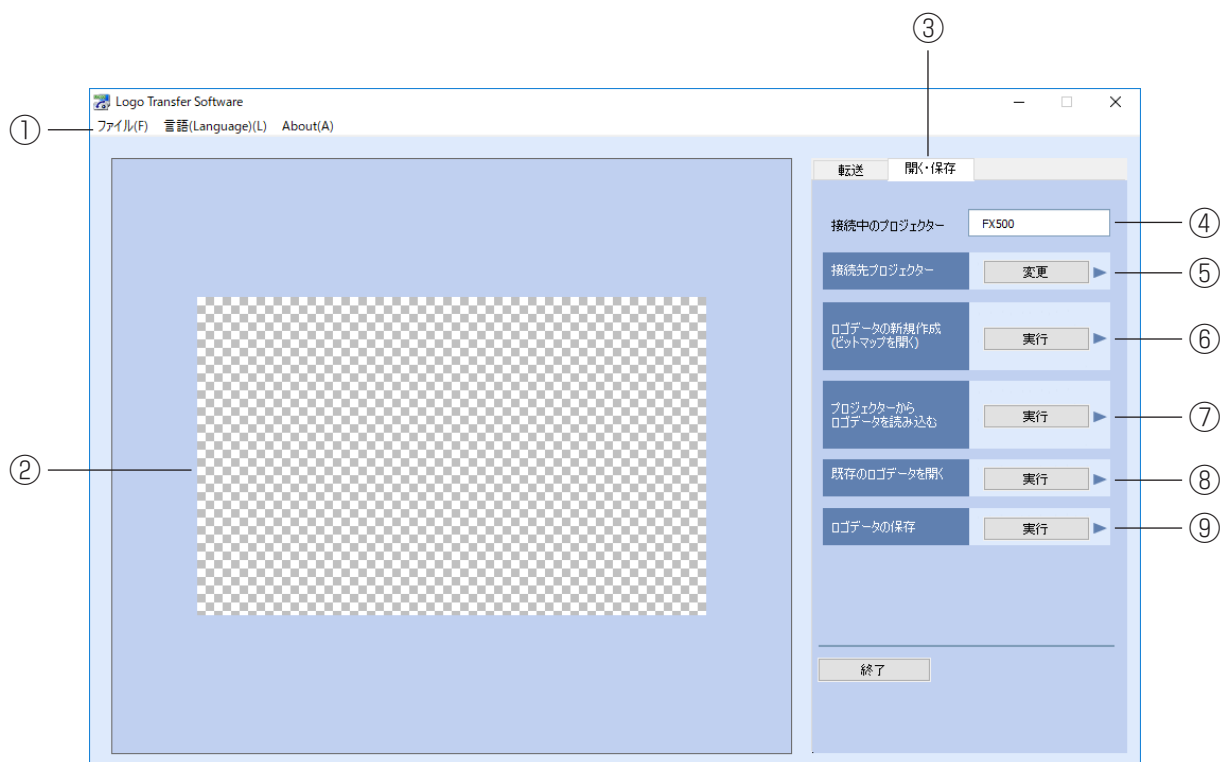 ③
Logo Transfer Software
① ファイル(F) 言語(Language)(L) About(A)
転送 開く・保存
接続中のプロジェクター FX500 ④
接続先プロジェクター 変更 ⑤
ロゴデータの新規作成
(ビットマップを開く) 実行 ⑥
プロジェクターから
ロゴデータを読み込む 実行 ⑦
②
既存のロゴデータを開く 実行 ⑧
ロゴデータの保存 実行 ⑨
終了